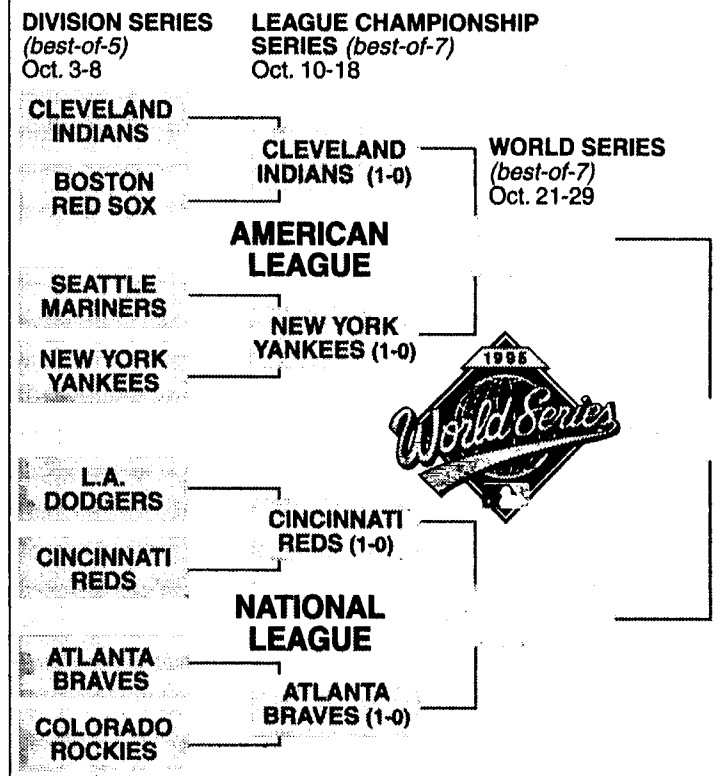 DIVISION SERIES
(best-of-5)
Oct. 3-8
LEAGUE CHAMPIONSHIP
SERIES (best-of-7)
Oct. 10-18
CLEVELAND
INDIANS
BOSTON
RED SOX
CLEVELAND
INDIANS (1-0)
WORLD SERIES
(best-of-7)
Oct. 21-29
AMERICAN
LEAGUE
SEATTLE
MARINERS
NEW YORK
YANKEES
NEW YORK
YANKEES (1-0)
1995
World Series
L.A.
DODGERS
CINCINNATI
REDS
CINCINNATI
REDS (1-0)
NATIONAL
LEAGUE
ATLANTA
BRAVES
COLORADO
ROCKIES
ATLANTA
BRAVES (1-0)